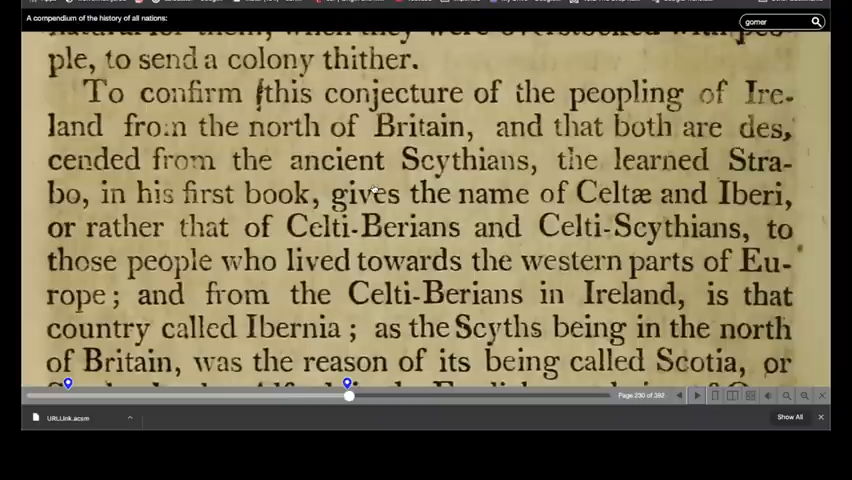 A compendium of the history of all nations:
gomer
ple, to send a colony thither.
To confirm this conjecture of the peopling of Ire-
land from the north of Britain, and that both are des,
cended from the ancient Scythians, the learned Stra-
bo, in his first book, gives the name of Celtæ and Iberi,
or rather that of Celti-Berians and Celti-Scythians, to
those people who lived towards the western parts of Eu-
rope; and from the Celti-Berians in Ireland, is that
country called Ibernia; as the Scyths being in the north
of Britain, was the reason of its being called Scotia, or
Page 230 of 392
URLLink.acsm
Show All